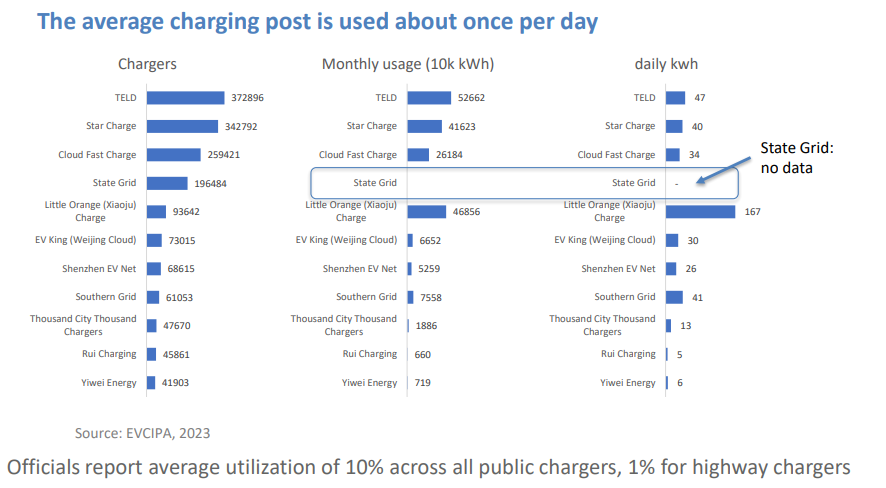 The average charging post is used about once per day
Chargers
TELD 372896
Star Charge 342792
Cloud Fast Charge 259421
State Grid 196484
Little Orange (Xiaoju)
Charge 93642
EV King (Weijing Cloud) 73015
Shenzhen EV Net 68615
Southern Grid 61053
Thousand City Thousand
Chargers 47670
Rui Charging 45861
Yiwei Energy 41903
Monthly usage (10k kWh)
TELD 52662
Star Charge 41623
Cloud Fast Charge 26184
State Grid
Little Orange (Xiaoju)
Charge 46856
EV King (Weijing Cloud) 6652
Shenzhen EV Net 5259
Southern Grid 7558
Thousand City Thousand
Chargers 1886
Rui Charging 660
Yiwei Energy 719
daily kwh
TELD 47
Star Charge 40
Cloud Fast Charge 34
State Grid -
Little Orange (Xiaoju)
Charge 167
EV King (Weijing Cloud) 30
Shenzhen EV Net 26
Southern Grid 41
Thousand City Thousand
Chargers 13
Rui Charging 5
Yiwei Energy 6
State Grid:
no data
Source: EVCIPA, 2023
Officials report average utilization of 10% across all public chargers, 1% for highway chargers